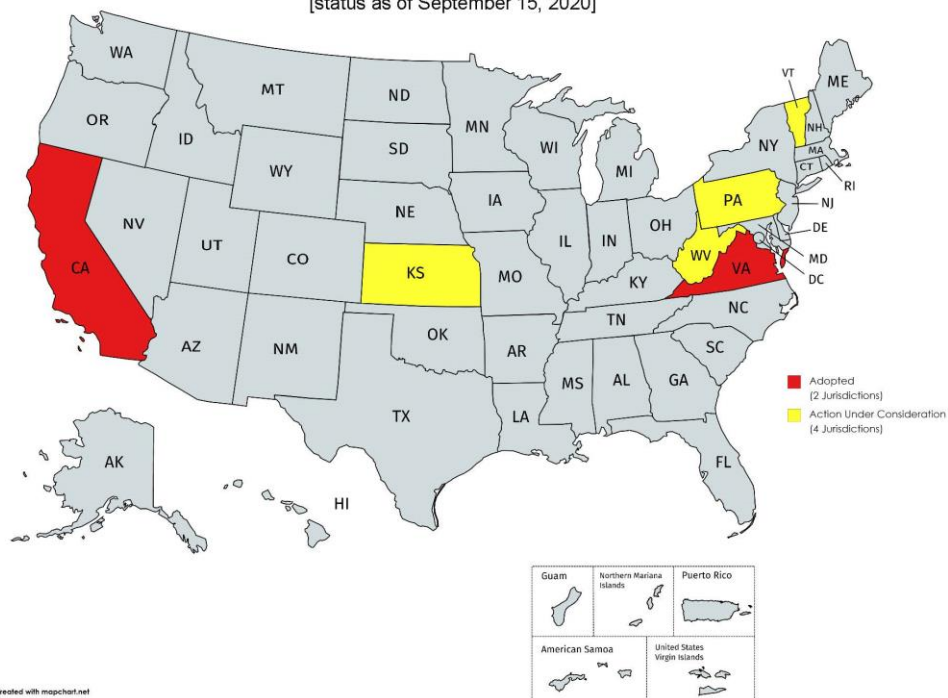 [status as of September 15, 2020]
WA
MT
ND
MN
VT
ME
OR
ID
SD
WI
MI
NY
NH
MA
CT
RI
WY
IA
PA
NJ
NV
NE
OH
DE
UT
IL
IN
MD
CA
CO
KS
MO
WV
VA
DC
KY
AZ
NM
OK
TN
NC
AR
SC
MS
AL
GA
TX
LA
Adopted
(2 Jurisdictions)
Action Under Consideration
(4 Jurisdictions)
AK
HI
FL
Guam
Northern Mariana
Islands
Puerto Rico
American Samoa
United States
Virgin Islands
reated with mapchart.net